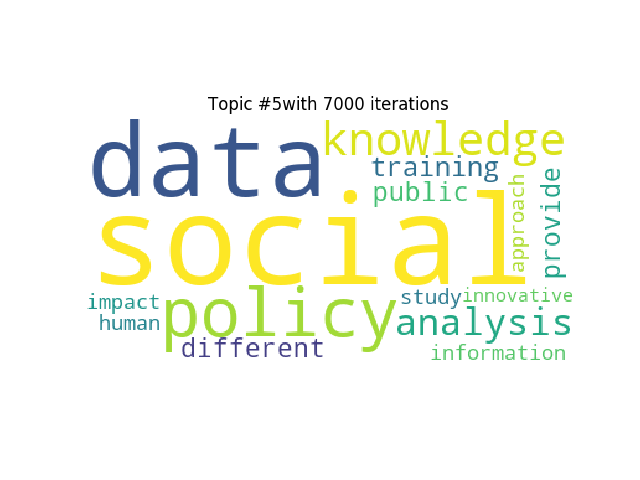 Topic #5with 7000 iterations
data
knowledge
training
public
approach
provide
social
impact
human
policy
study
innovative
analysis
different
information